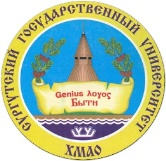 СУРГУТСКИЙ ГОСУДАРСТВЕННЫЙ УНИВЕРСИТЕТ
Genius λογος
Быти
ХМАО